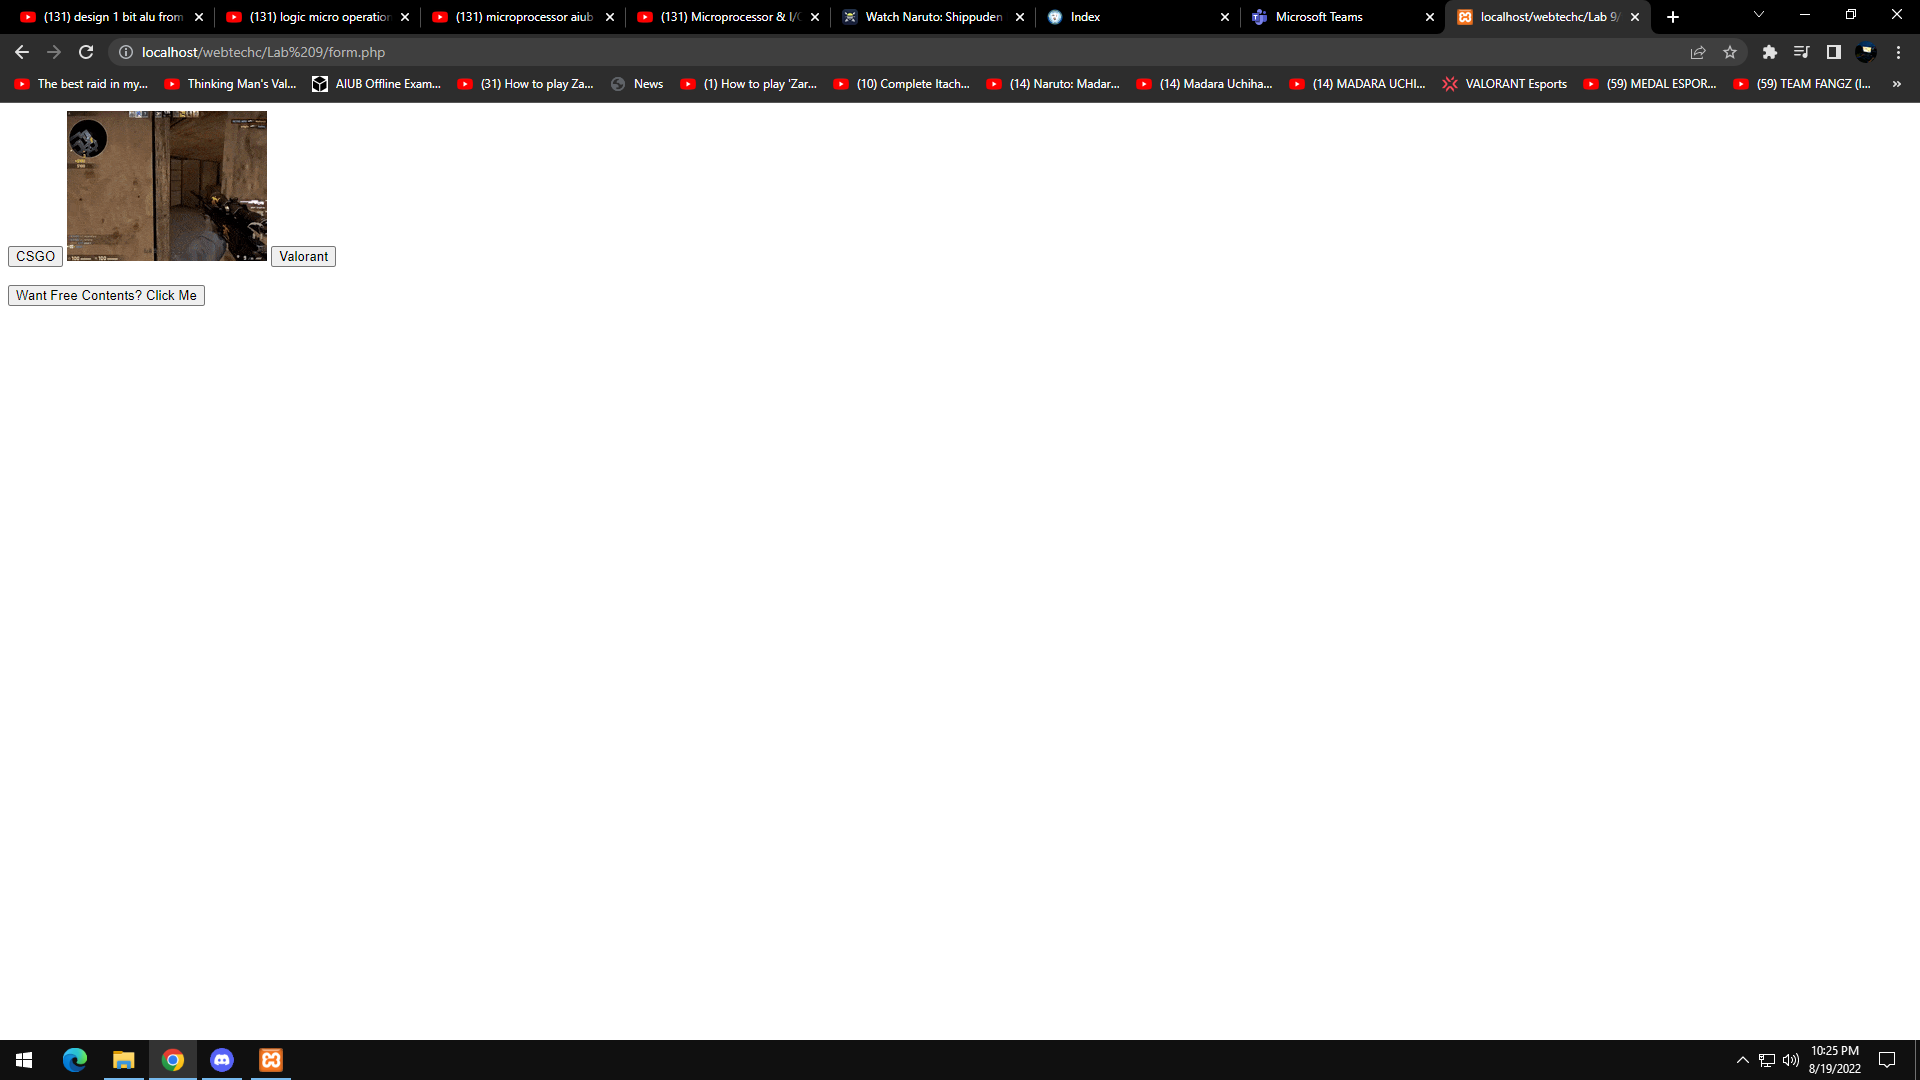 (131) design 1 bit alu from
(131) logic micro operation
(131) microprocessor aiub
(131) Microprocessor & I/O
Watch Naruto: Shippuden
Index
Microsoft Teams
localhost/webtechc/Lab 9/
localhost/webtechc/Lab%209/form.php
The best raid in my...
Thinking Man's Val...
AIUB Offline Exam...
(31) How to play Za...
News
(1) How to play 'Zar...
(10) Complete Itach...
(14) Naruto: Madar...
(14) Madara Uchiha...
(14) MADARA UCHI...
VALORANT Esports
(59) MEDAL ESPOR...
(59) TEAM FANGZ (I...
»
CSGO
Valorant
Want Free Contents? Click Me
10:25 PM
8/19/2022